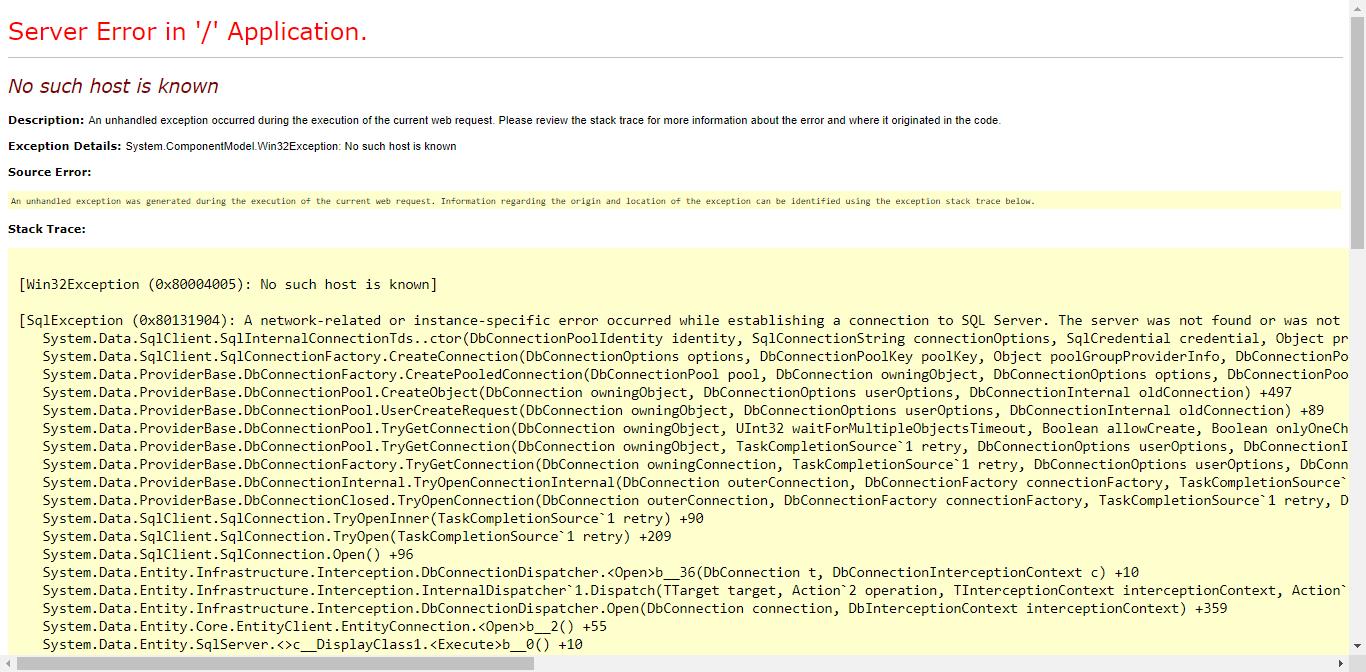 Server Error in '/' Application.
No such host is known
Description: An unhandled exception occurred during the execution of the current web request. Please review the stack trace for more information about the error and where it originated in the code.
Exception Details: System.ComponentModel.Win32Exception: No such host is known
Source Error:
An unhandled exception was generated during the execution of the current web request. Information regarding the origin and location of the exception can be identified using the exception stack trace below.
Stack Trace:
[Win32Exception (0x80004005): No such host is known]
[SqlException (0x80131904): A network-related or instance-specific error occurred while establishing a connection to SQL Server. The server was not found or was not
System.Data.SqlClient.SqlInternalConnectionTds..ctor(DbConnectionPoolIdentity identity, SqlConnectionString connectionOptions, SqlCredential credential, Object pr
System.Data.SqlClient.SqlConnectionFactory.CreateConnection(DbConnectionOptions options, DbConnectionPoolKey poolKey, Object poolGroupProviderInfo, DbConnectionPo
System.Data.ProviderBase.DbConnectionFactory.CreatePooledConnection(DbConnectionPool pool, DbConnection owningObject, DbConnectionOptions options, DbConnectionPoo
System.Data.ProviderBase.DbConnectionPool.CreateObject(DbConnection owningObject, DbConnectionOptions userOptions, DbConnectionInternal oldConnection) +497
System.Data.ProviderBase.DbConnectionPool.UserCreateRequest(DbConnection owningObject, DbConnectionOptions userOptions, DbConnectionInternal oldConnection) +89
System.Data.ProviderBase.DbConnectionPool.TryGetConnection(DbConnection owningObject, UInt32 waitForMultipleObjectsTimeout, Boolean allowCreate, Boolean onlyOneCh
System.Data.ProviderBase.DbConnectionPool.TryGetConnection(DbConnection owningObject, TaskCompletionSource`1 retry, DbConnectionOptions userOptions, DbConnectionI
System.Data.ProviderBase.DbConnectionFactory.TryGetConnection(DbConnection owningConnection, TaskCompletionSource`1 retry, DbConnectionOptions userOptions, DbConn
System.Data.ProviderBase.DbConnectionInternal.TryOpenConnectionInternal(DbConnection outerConnection, DbConnectionFactory connectionFactory, TaskCompletionSource`
System.Data.ProviderBase.DbConnectionClosed.TryOpenConnection(DbConnection outerConnection, DbConnectionFactory connectionFactory, TaskCompletionSource`1 retry, D
System.Data.SqlClient.SqlConnection.TryOpenInner(TaskCompletionSource`1 retry) +90
System.Data.SqlClient.SqlConnection.TryOpen(TaskCompletionSource`1 retry) +209
System.Data.SqlClient.SqlConnection.Open() +96
System.Data.Entity.Infrastructure.Interception.DbConnectionDispatcher.<Open>b__36(DbConnection t, DbConnectionInterceptionContext c) +10
System.Data.Entity.Infrastructure.Interception.InternalDispatcher`1.Dispatch(TTarget target, Action`2 operation, TInterceptionContext interceptionContext, Action`
System.Data.Entity.Infrastructure.Interception.DbConnectionDispatcher.Open(DbConnection connection, DbInterceptionContext interceptionContext) +359
System.Data.Entity.Core.EntityClient.EntityConnection.<Open>b__2() +55
System.Data.Entity.SqlServer.<>c__DisplayClass1.<Execute>b__0() +10